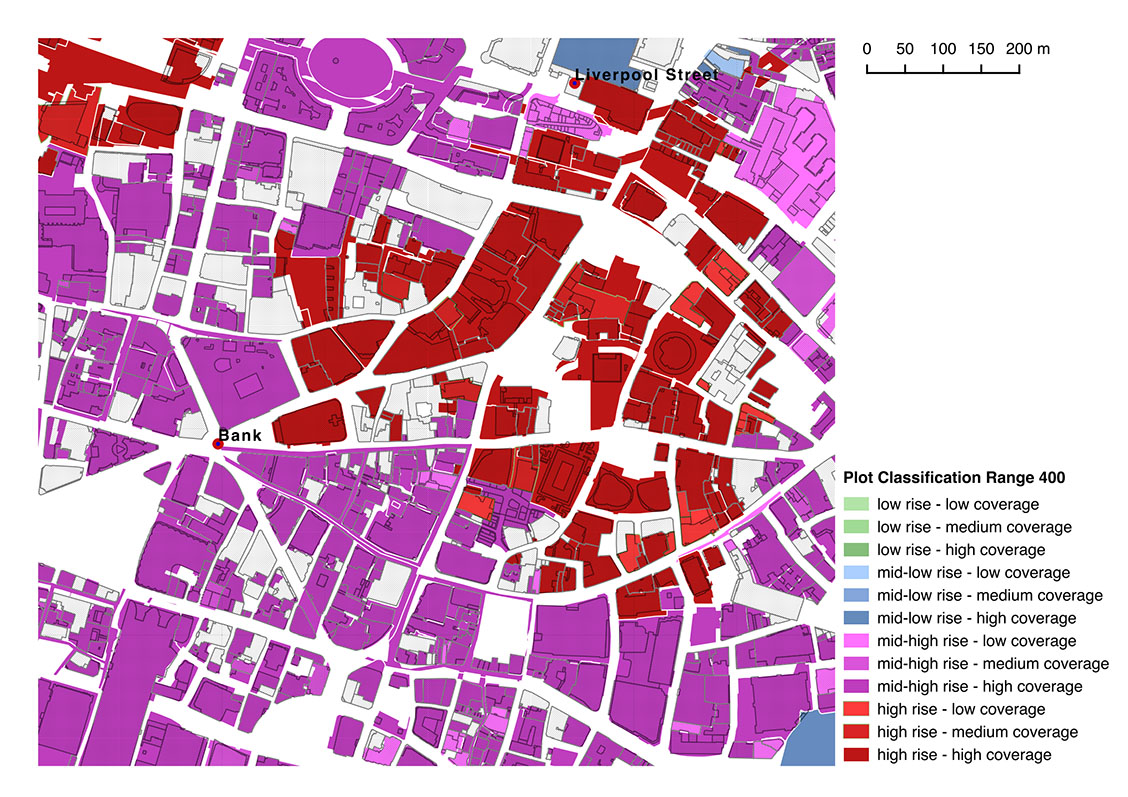 0 50 100 150 200 m
Liverpool Street
Bank
Plot Classification Range 400
low rise - low coverage
low rise - medium coverage
low rise - high coverage
mid-low rise - low coverage
mid-low rise - medium coverage
mid-low rise - high coverage
mid-high rise - low coverage
mid-high rise - medium coverage
mid-high rise - high coverage
high rise - low coverage
high rise - medium coverage
high rise - high coverage